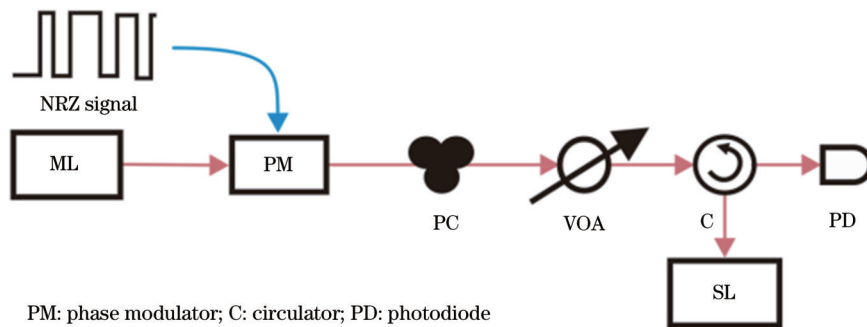 NRZ signal
ML
PM
PC
VOA
C
PD
SL
PM: phase modulator; C: circulator; PD: photodiode